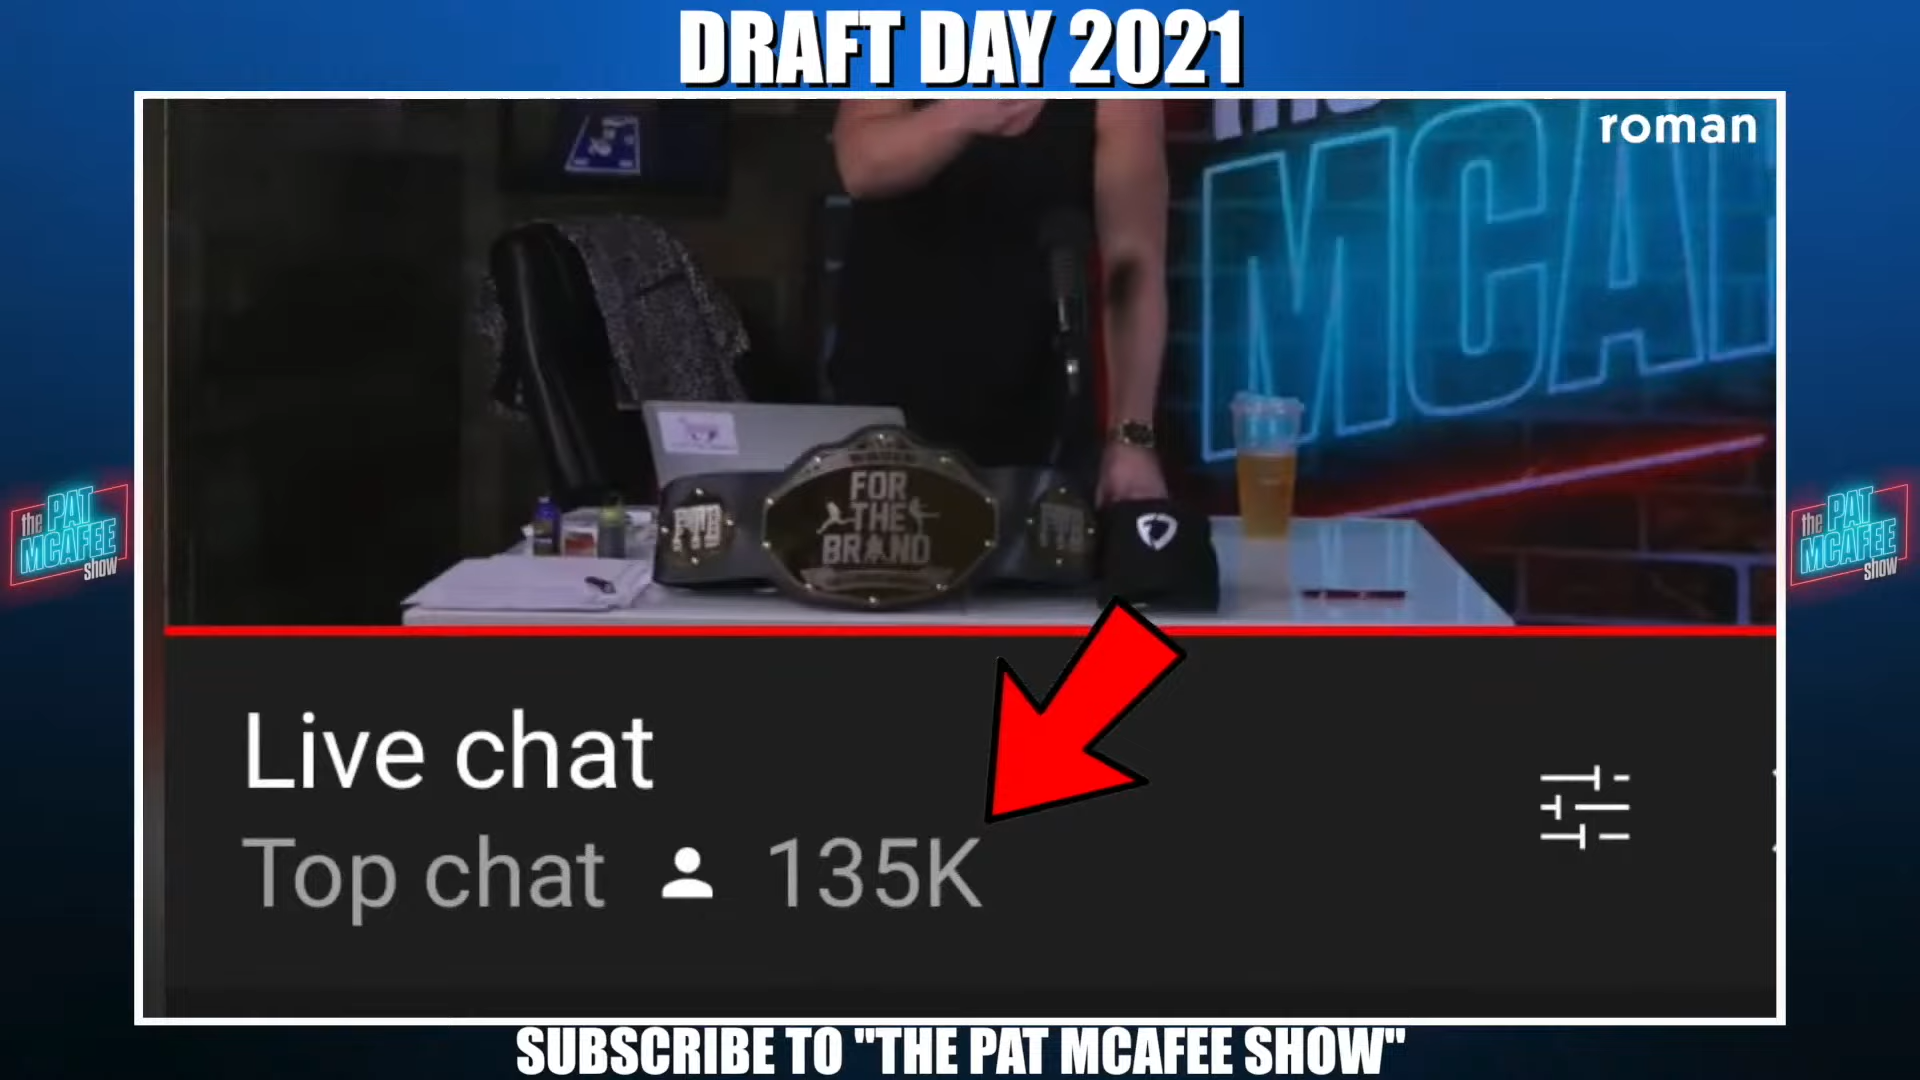 DRAFT DAY 2021
roman
MCA
FOR
THE
BRAND
the
PAT
MCAFEE
show
the
PAT
MCAFEE
show
Live chat
Top chat 135K
SUBSCRIBE TO "THE PAT MCAFEE SHOW"